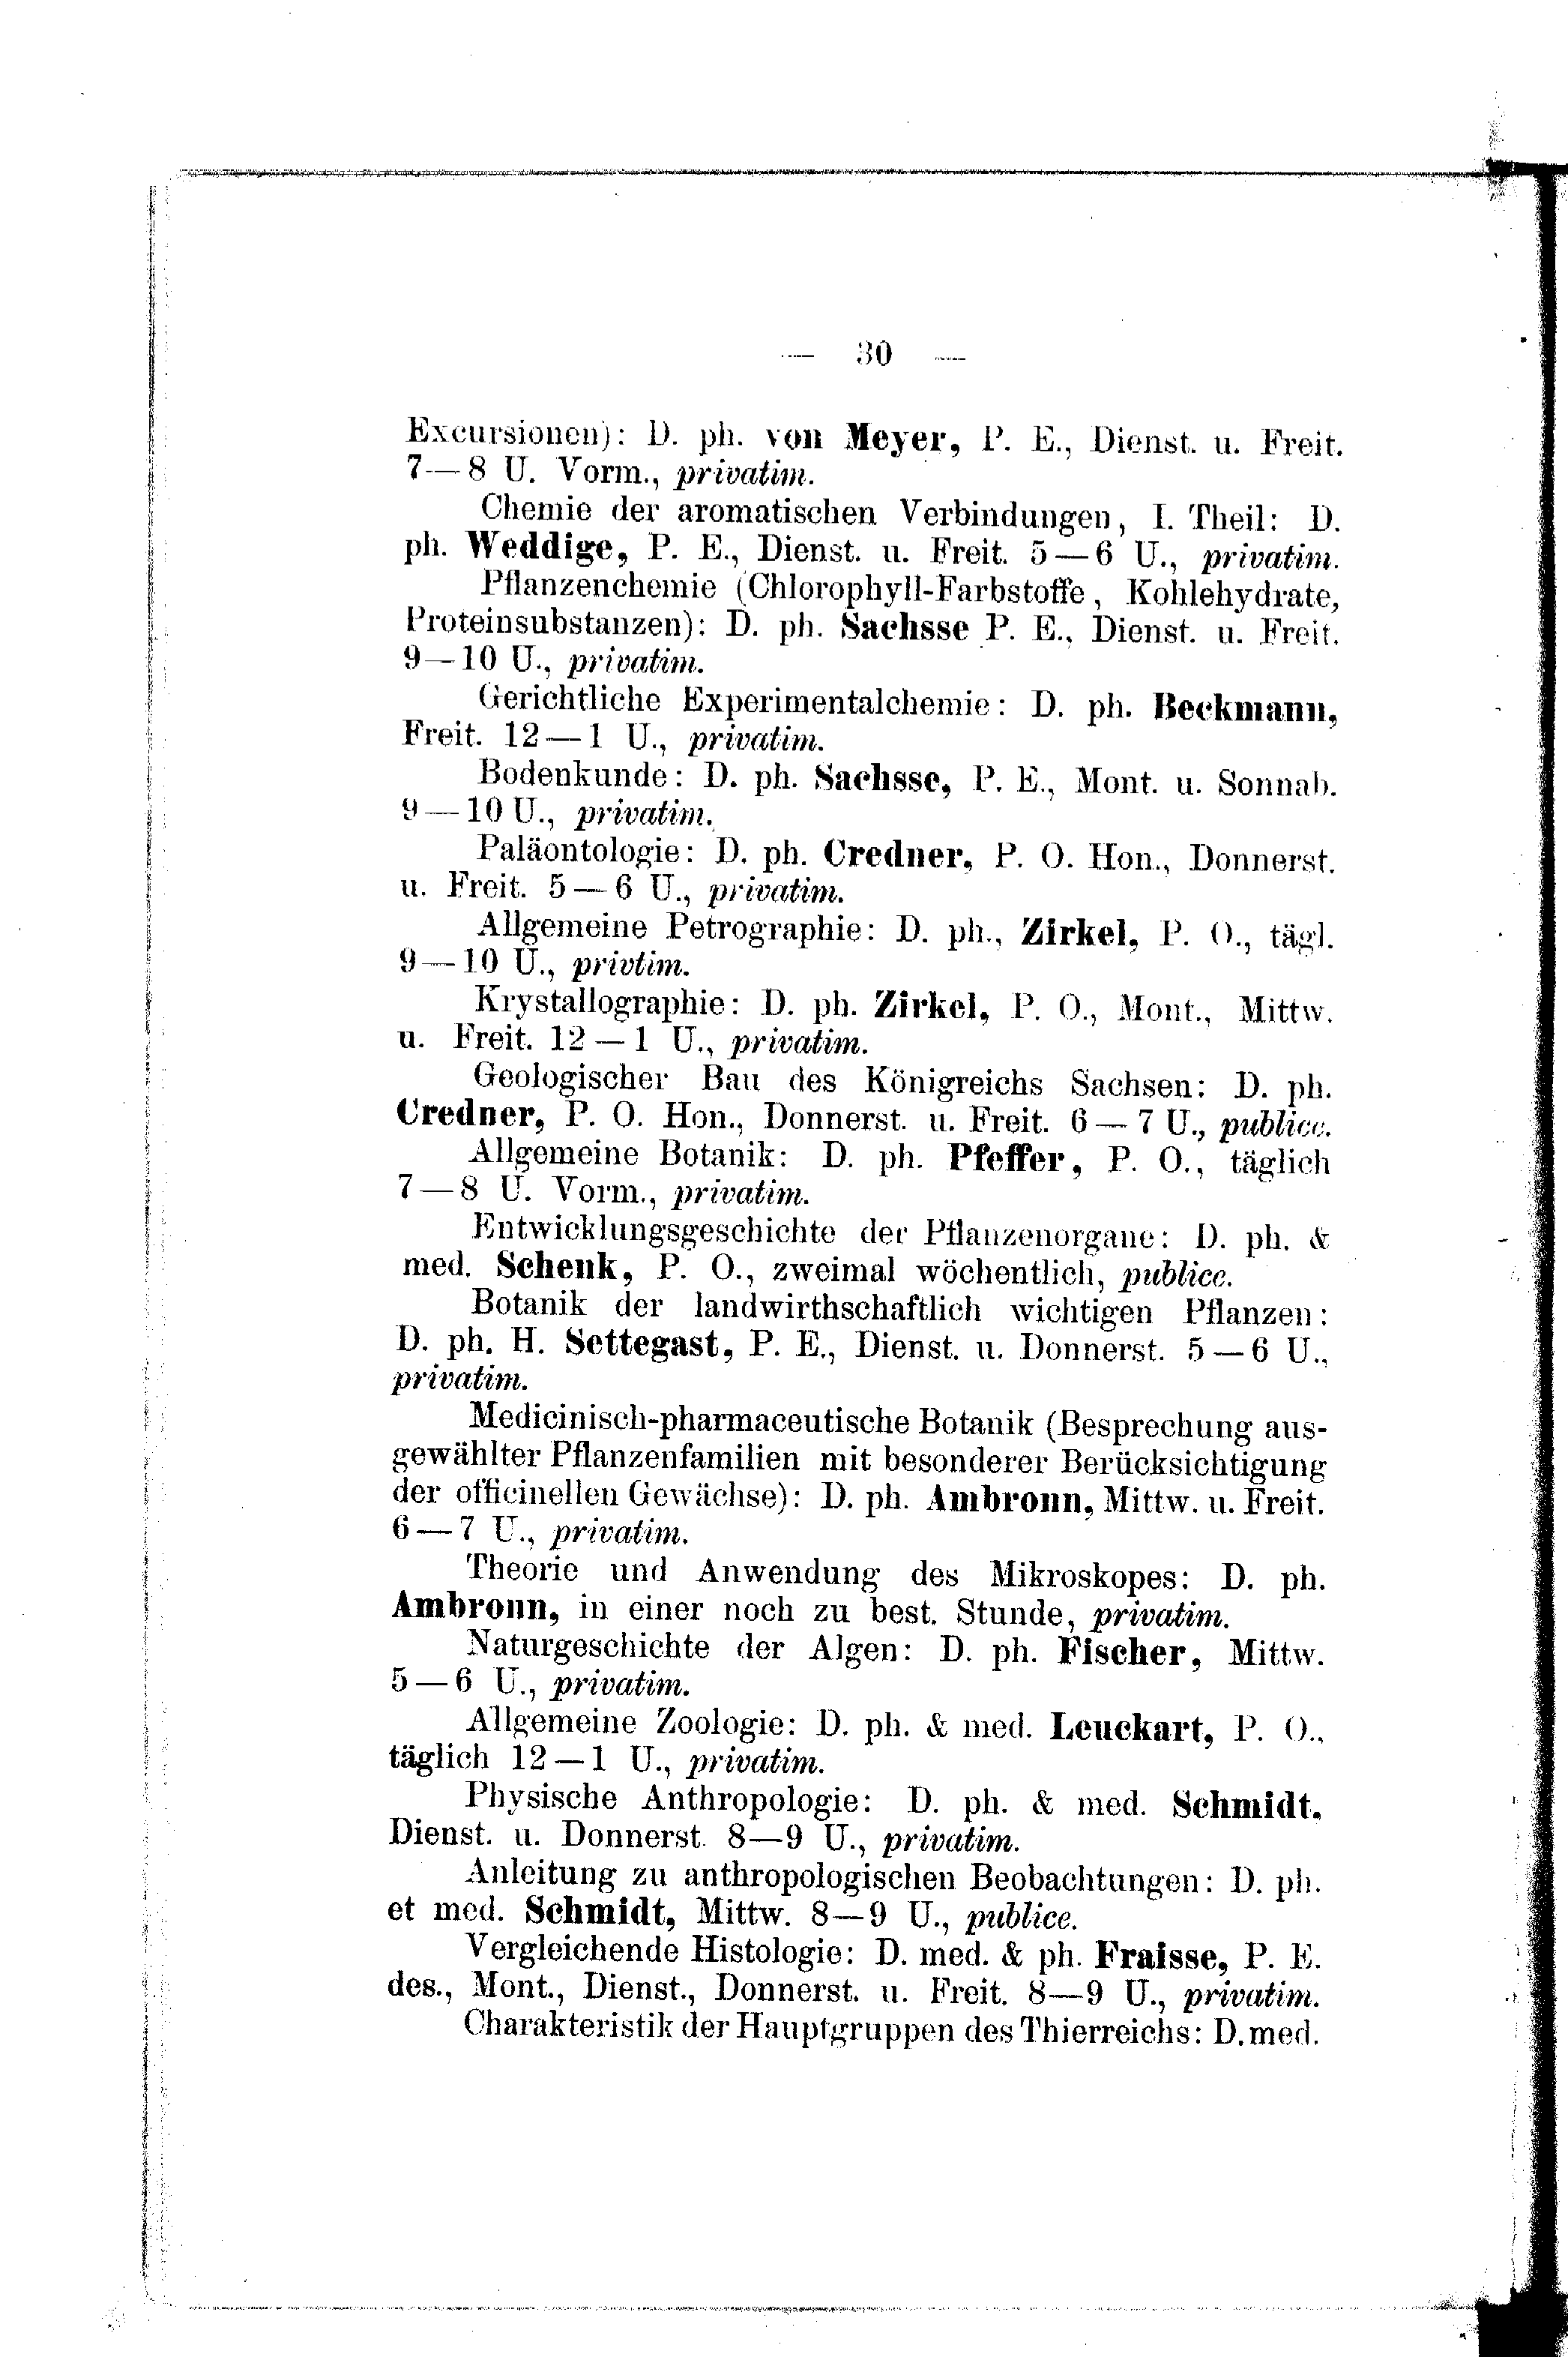 — 30 —
Excursionen): D. ph. von Meyer, P. E., Dienst. u. Freit.
7—8 U. Vorm., privatim.
Chemie der aromatischen Verbindungen, I. Theil: D.
ph. Weddige, P. E., Dienst. u. Freit. 5—6 U., privatim.
Pflanzenchemie (Chlorophyll-Farbstoffe, Kohlehydrate,
Proteinsubstanzen): D. ph. Sachsse P. E., Dienst. u. Freit.
9—10 U., privatim.
Gerichtliche Experimentalchemie: D. ph. Beckmann,
Freit. 12—1 U., privatim.
Bodenkunde: D. ph. Sachsse, P. E., Mont. u. Sonnab.
9—10 U., privatim.
Paläontologie: D. ph. Credner, P. O. Hon., Donnerst.
u. Freit. 5—6 U., privatim.
Allgemeine Petrographie: D. ph., Zirkel, P. O., tägl.
9—10 U., privtim.
Krystallographie: D. ph. Zirkel, P. O., Mont., Mittw.
u. Freit. 12—1 U., privatim.
Geologischer Bau des Königreichs Sachsen: D. ph.
Credner, P. O. Hon., Donnerst. u. Freit. 6—7 U., publice.
Allgemeine Botanik: D. ph. Pfeffer, P. O., täglich
7—8 U. Vorm., privatim.
Entwicklungsgeschichte der Pflanzenorgane: D. ph. &
med. Schenk, P. O., zweimal wöchentlich, publice.
Botanik der landwirthschaftlich wichtigen Pflanzen:
D. ph. H. Settegast, P. E., Dienst. u. Donnerst. 5—6 U.,
privatim.
Medicinisch-pharmaceutische Botanik (Besprechung aus-
gewählter Pflanzenfamilien mit besonderer Berücksichtigung
der officinellen Gewächse): D. ph. Ambronn, Mittw. u. Freit.
6—7 U., privatim.
Theorie und Anwendung des Mikroskopes: D. ph.
Ambronn, in einer noch zu best. Stunde, privatim.
Naturgeschichte der Algen: D. ph. Fischer, Mittw.
5—6 U., privatim.
Allgemeine Zoologie: D. ph. & med. Leuckart, P. O.,
täglich 12—1 U., privatim.
Physische Anthropologie: D. ph. & med. Schmidt,
Dienst. u. Donnerst. 8—9 U., privatim.
Anleitung zu anthropologischen Beobachtungen: D. ph.
et med. Schmidt, Mittw. 8—9 U., publice.
Vergleichende Histologie: D. med. & ph. Fraisse, P. E.
des., Mont., Dienst., Donnerst. u. Freit. 8—9 U., privatim.
Charakteristik der Hauptgruppen des Thierreichs: D. med.